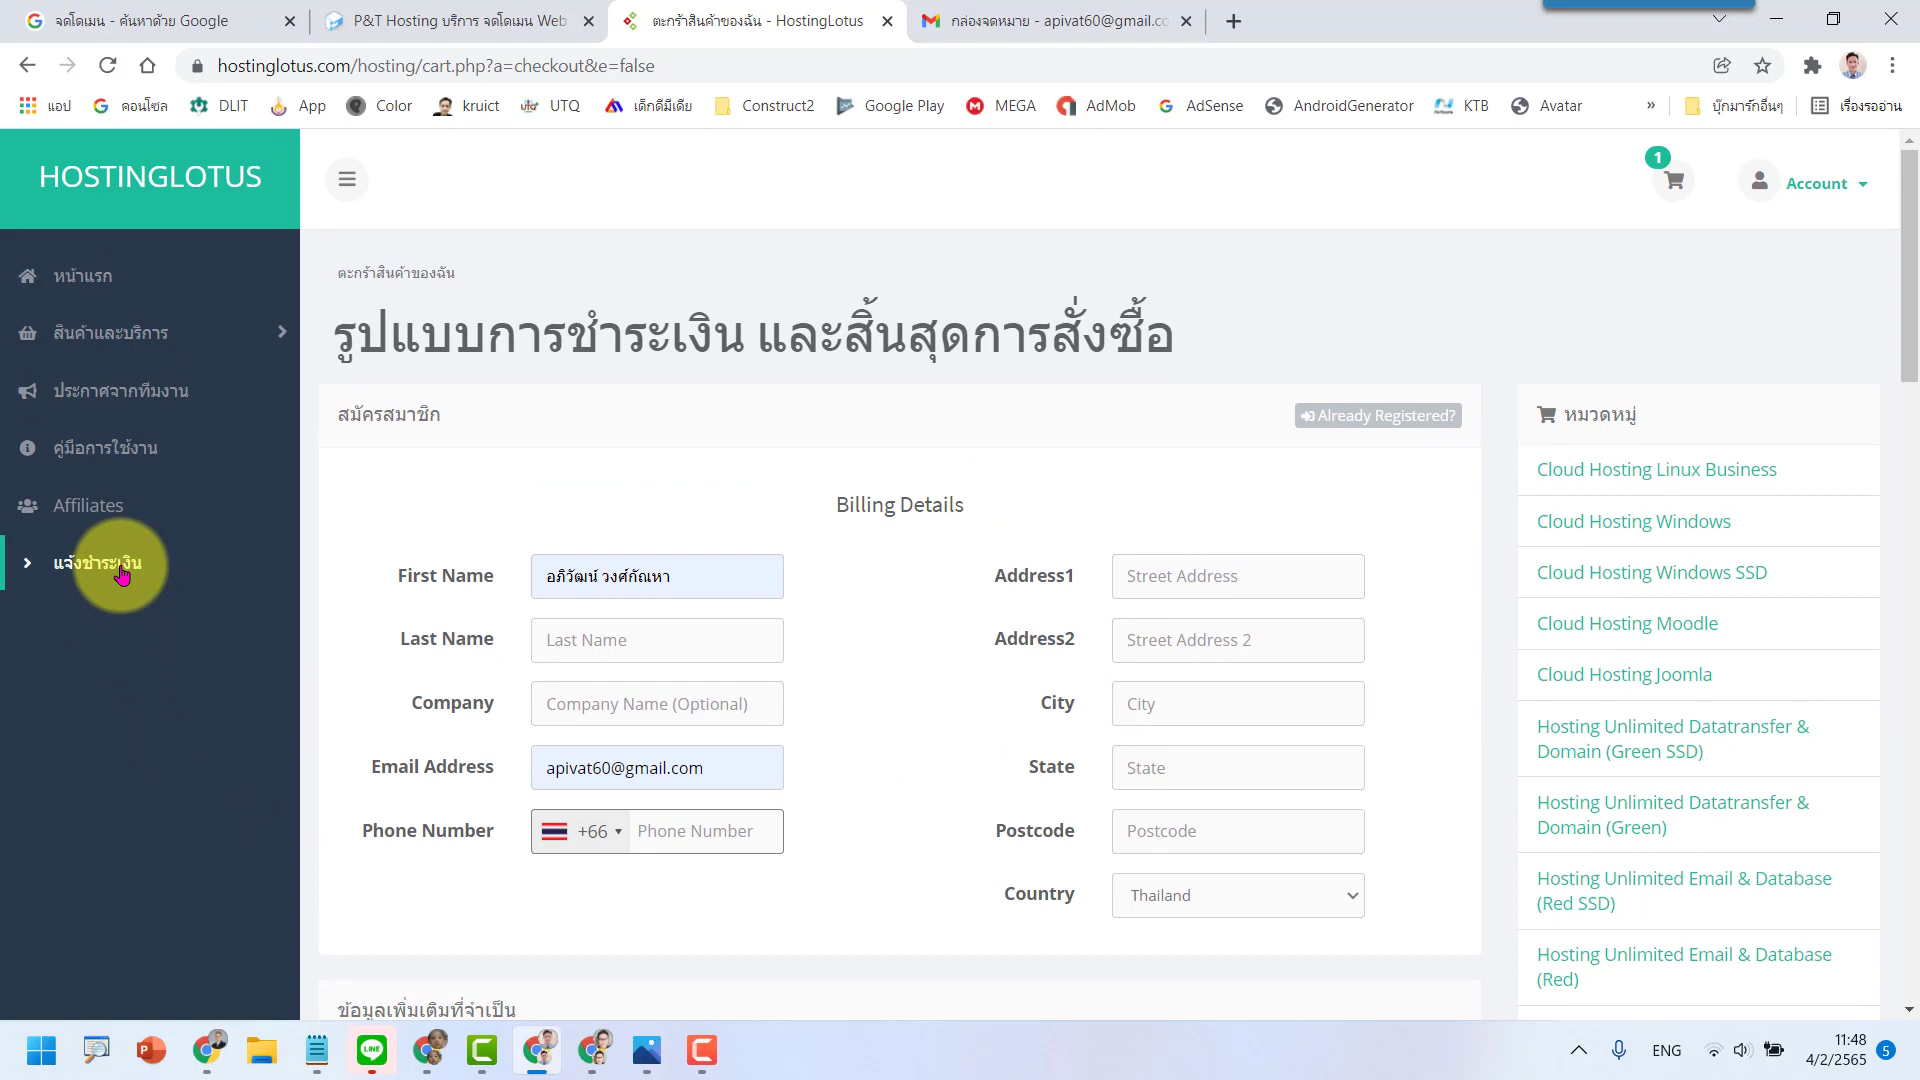 จดโดเมน - ค้นหาด้วย Google
P&T Hosting บริการ จดโดเมน Web
ตะกร้าสินค้าของฉัน - HostingLotus
กล่องจดหมาย - apivat60@gmail.co
hostinglotus.com/hosting/cart.php?a=checkout&e=false
แอป
คอนโซล
DLIT
App
Color
kruict
UTQ
เด็กดีมีเดีย
Construct2
Google Play
MEGA
AdMob
AdSense
AndroidGenerator
KTB
Avatar
»
บุ๊กมาร์กอื่นๆ
เรื่องรออ่าน
HOSTINGLOTUS
1
Account
หน้าแรก
สินค้าและบริการ
ประกาศจากทีมงาน
คู่มือการใช้งาน
Affiliates
แจ้งชำระเงิน
ตะกร้าสินค้าของฉัน
รูปแบบการชำระเงิน และสิ้นสุดการสั่งซื้อ
สมัครสมาชิก
Already Registered?
Billing Details
First Name
อภิวัฒน์ วงศ์กัณหา
Last Name
Last Name
Company
Company Name (Optional)
Email Address
apivat60@gmail.com
Phone Number
+66
Phone Number
Address1
Street Address
Address2
Street Address 2
City
City
State
State
Postcode
Postcode
Country
Thailand
ข้อมูลเพิ่มเติมที่จำเป็น
หมวดหมู่
Cloud Hosting Linux Business
Cloud Hosting Windows
Cloud Hosting Windows SSD
Cloud Hosting Moodle
Cloud Hosting Joomla
Hosting Unlimited Datatransfer &
Domain (Green SSD)
Hosting Unlimited Datatransfer &
Domain (Green)
Hosting Unlimited Email & Database
(Red SSD)
Hosting Unlimited Email & Database
(Red)
ENG
11:48
4/2/2565
5